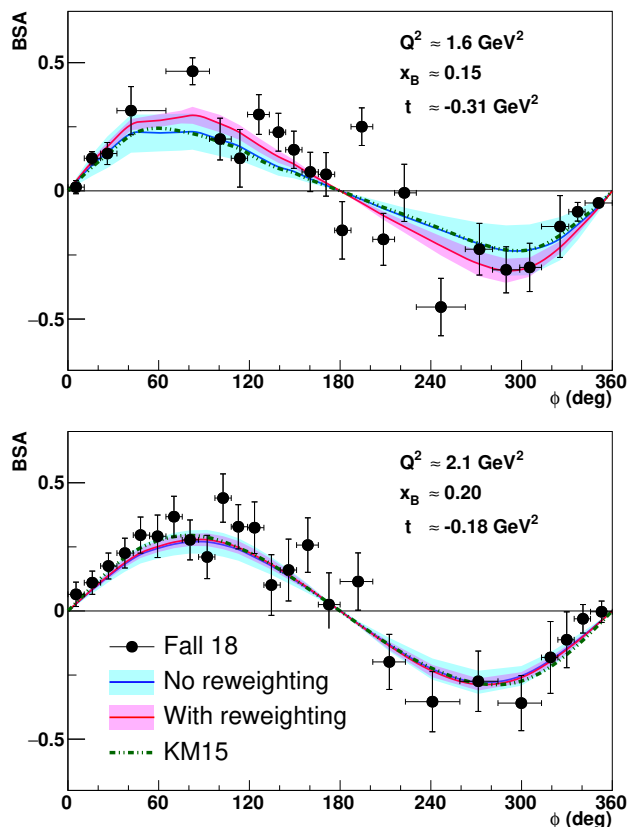 BSA
Q² ≈ 1.6 GeV²
x_B ≈ 0.15
t ≈ -0.31 GeV²
0.5
0
−0.5
0 60 120 180 240 300 360
ϕ (deg)
BSA
Q² ≈ 2.1 GeV²
x_B ≈ 0.20
t ≈ -0.18 GeV²
0.5
0
Fall 18
No reweighting
With reweighting
KM15
−0.5
0 60 120 180 240 300 360
ϕ (deg)